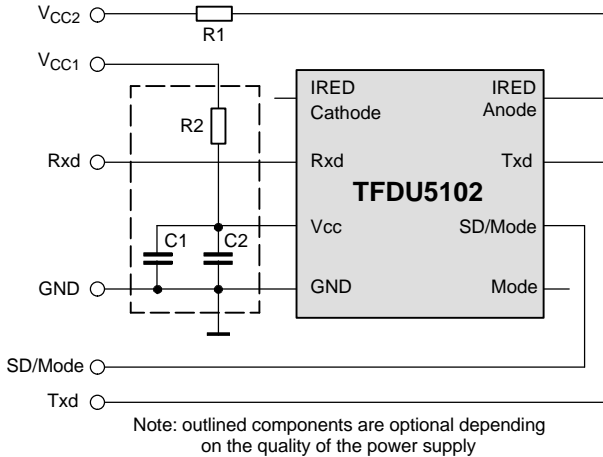 VCC2
R1
VCC1
IRED
Cathode
IRED
Anode
R2
Rxd
Rxd
Txd
TFDU5102
Vcc
SD/Mode
C1
C2
GND
GND
Mode
SD/Mode
Txd
Note: outlined components are optional depending
on the quality of the power supply